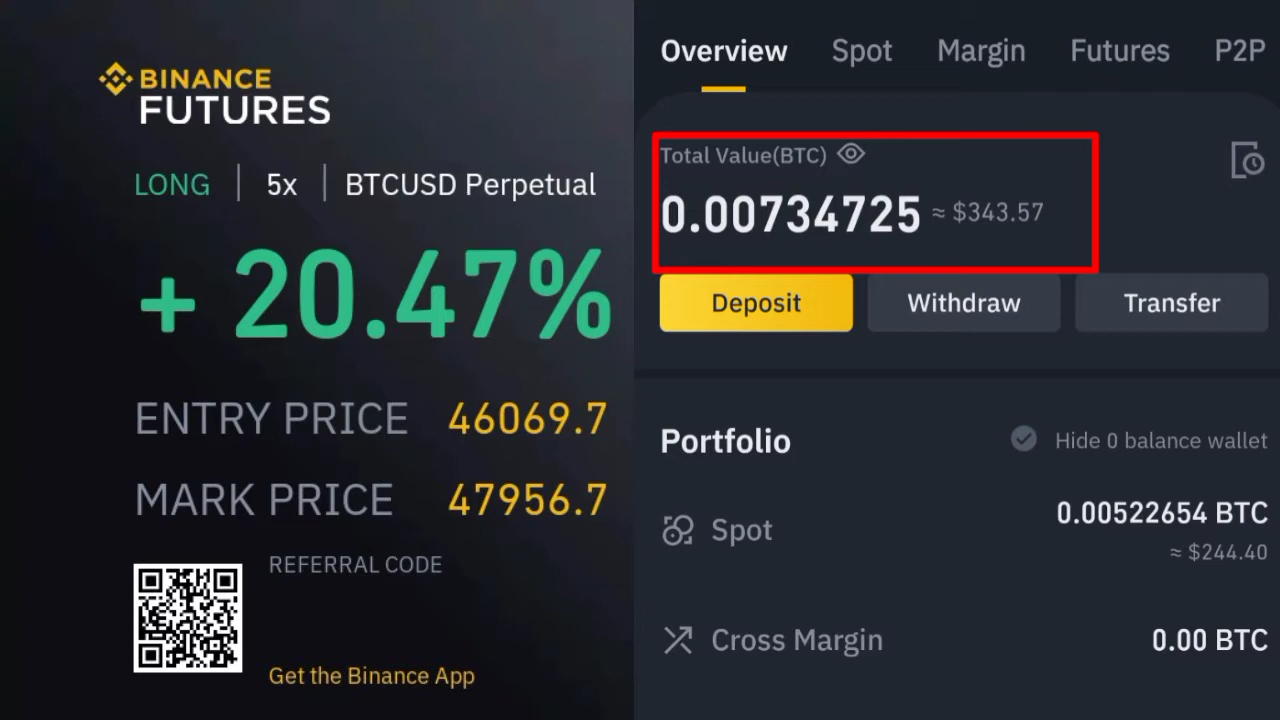 BINANCE
FUTURES
LONG | 5x | BTCUSD Perpetual
+ 20.47%
ENTRY PRICE 46069.7
MARK PRICE 47956.7
REFERRAL CODE
Get the Binance App
Overview Spot Margin Futures P2P
Total Value(BTC)
0.00734725 ≈ $343.57
Deposit Withdraw Transfer
Portfolio Hide 0 balance wallet
Spot 0.00522654 BTC
≈ $244.40
Cross Margin 0.00 BTC